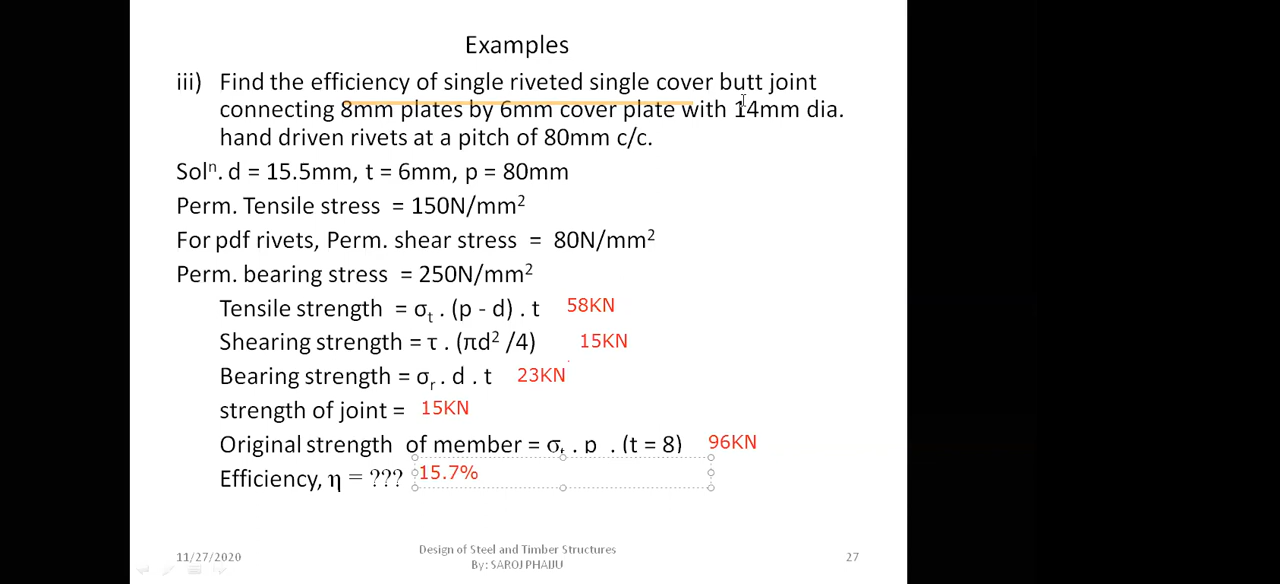 Examples
iii) Find the efficiency of single riveted single cover butt joint
connecting 8mm plates by 6mm cover plate with 14mm dia.
hand driven rivets at a pitch of 80mm c/c.
Solⁿ. d = 15.5mm, t = 6mm, p = 80mm
Perm. Tensile stress = 150N/mm²
For pdf rivets, Perm. shear stress = 80N/mm²
Perm. bearing stress = 250N/mm²
Tensile strength = σₜ . (p - d) . t 58KN
Shearing strength = τ . (πd² /4) 15KN
Bearing strength = σᵣ . d . t 23KN
strength of joint = 15KN
Original strength of member = σₜ . p . (t = 8) 96KN
Efficiency, η = ??? 15.7%
11/27/2020
Design of Steel and Timber Structures
By: SAROJ PHAIJU
27